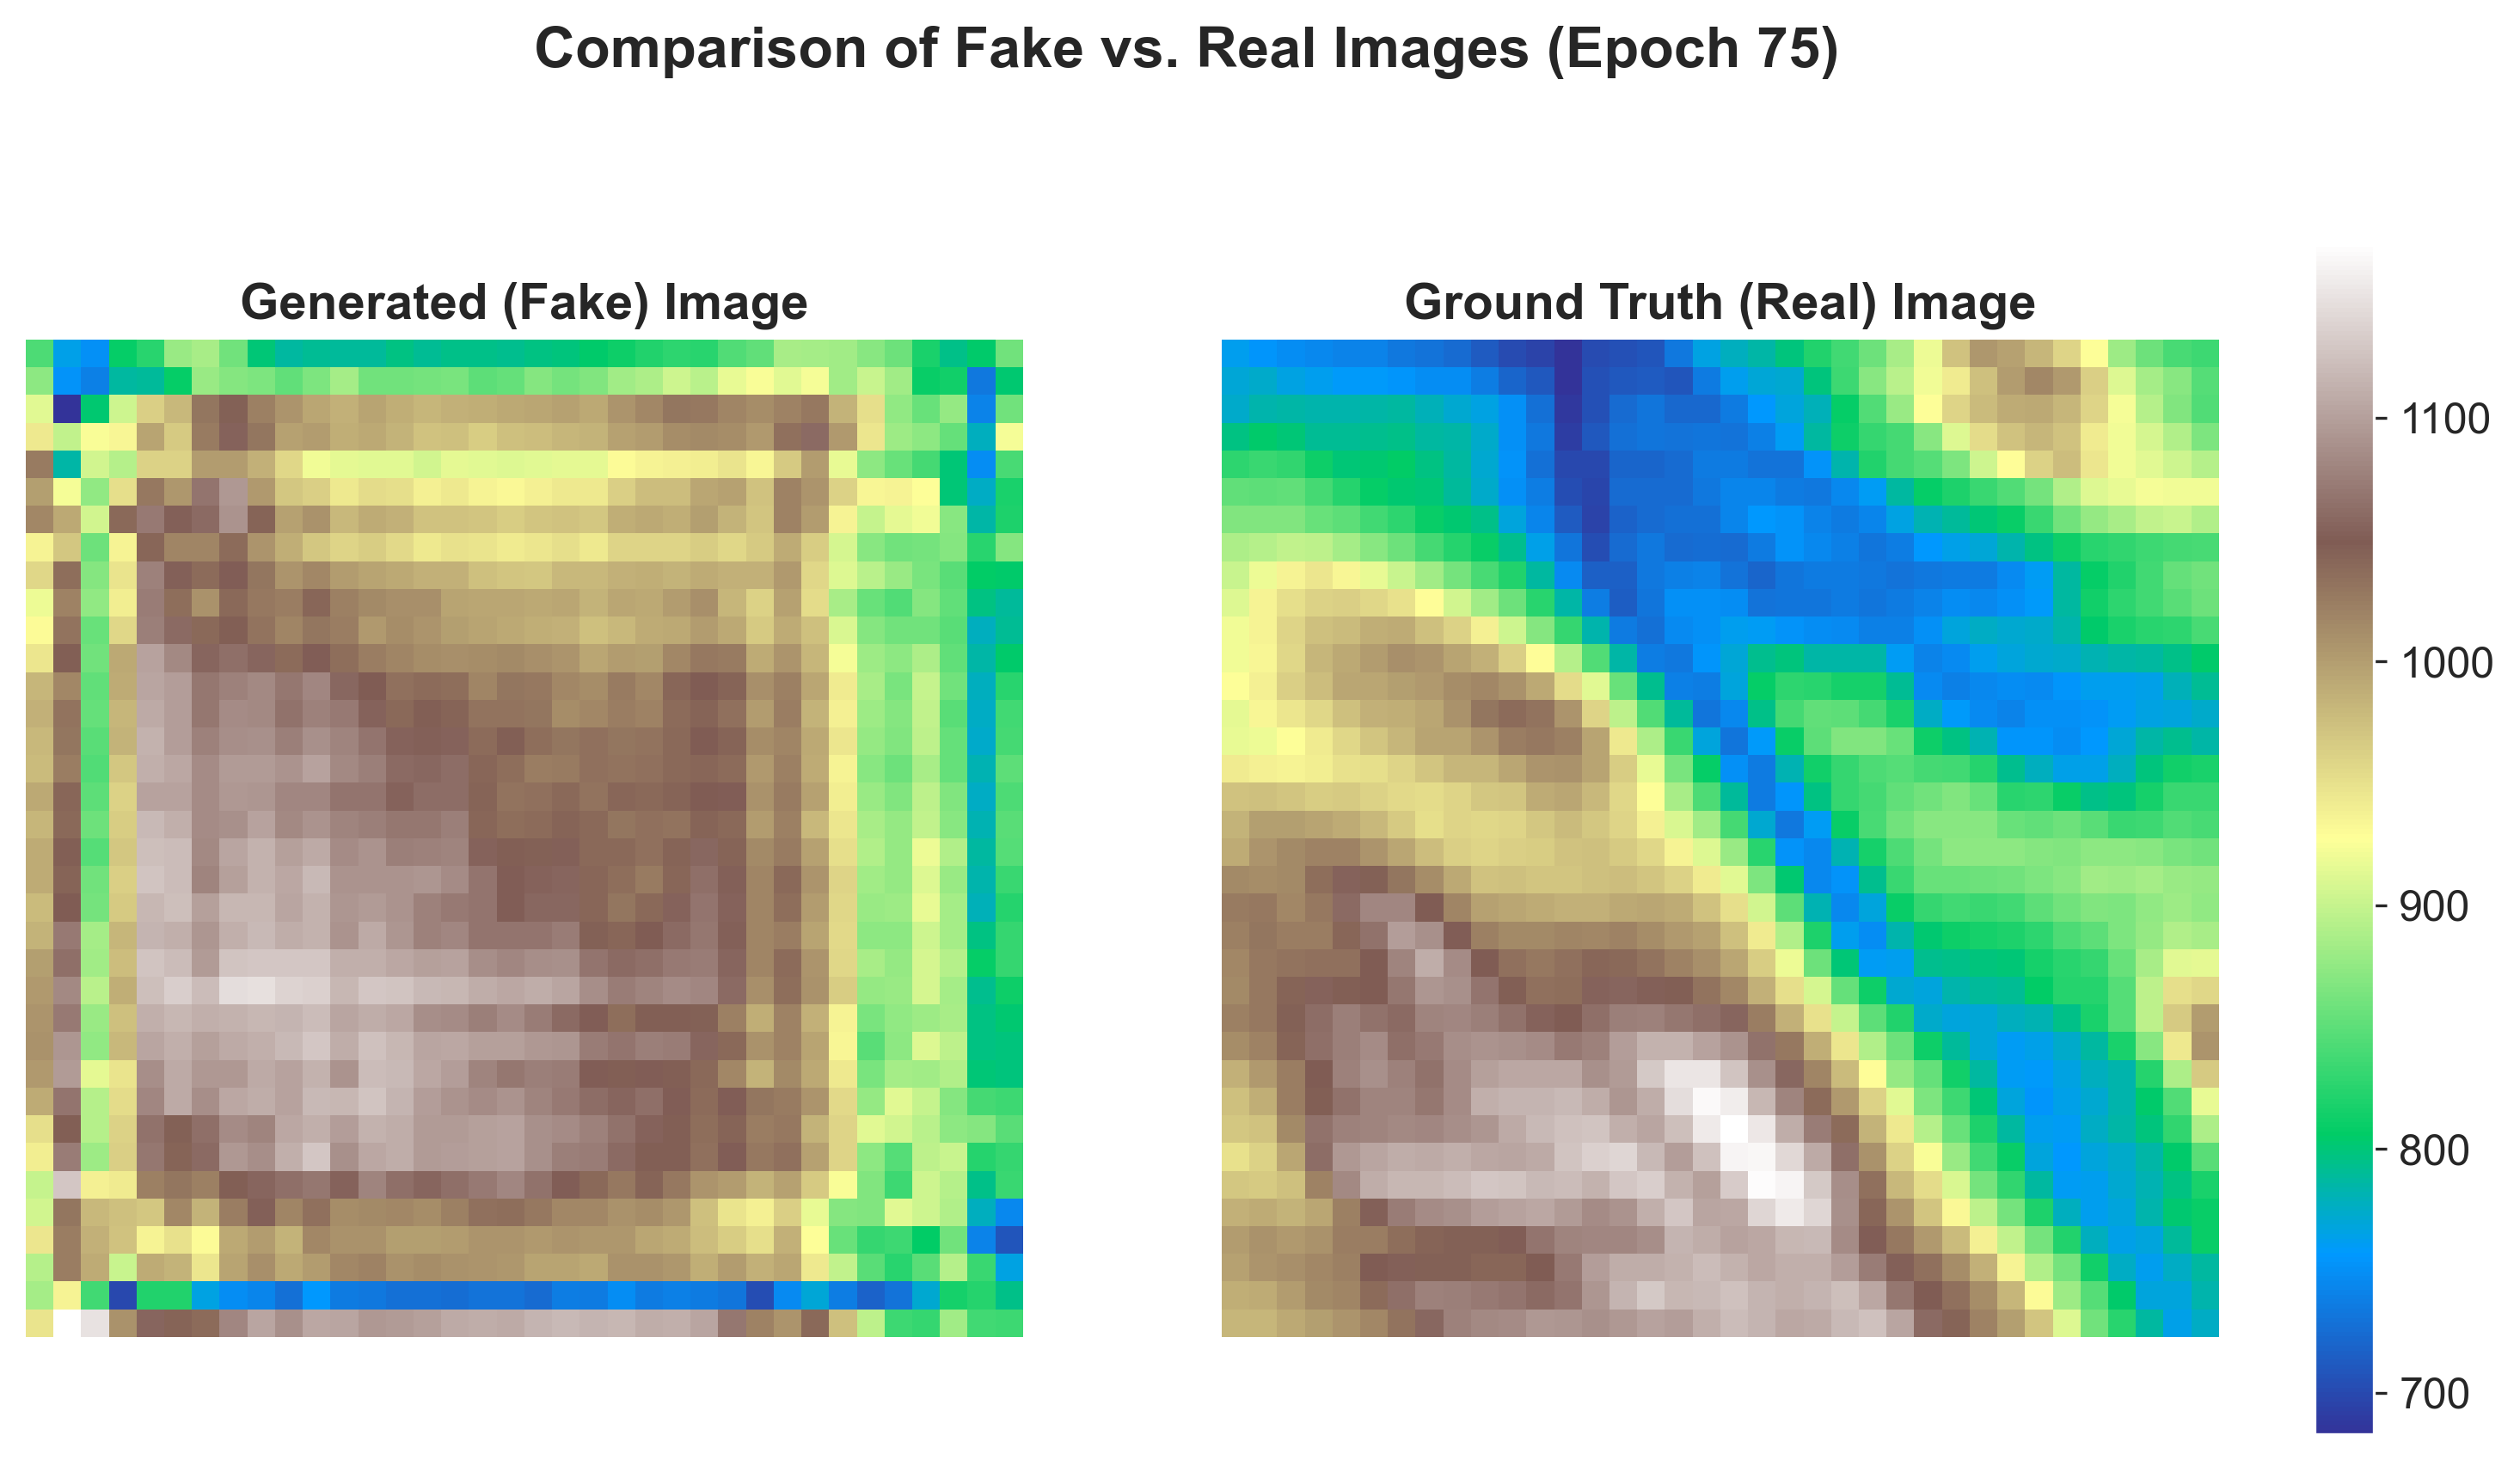 Comparison of Fake vs. Real Images (Epoch 75)
Generated (Fake) Image
Ground Truth (Real) Image
1100
1000
900
800
700